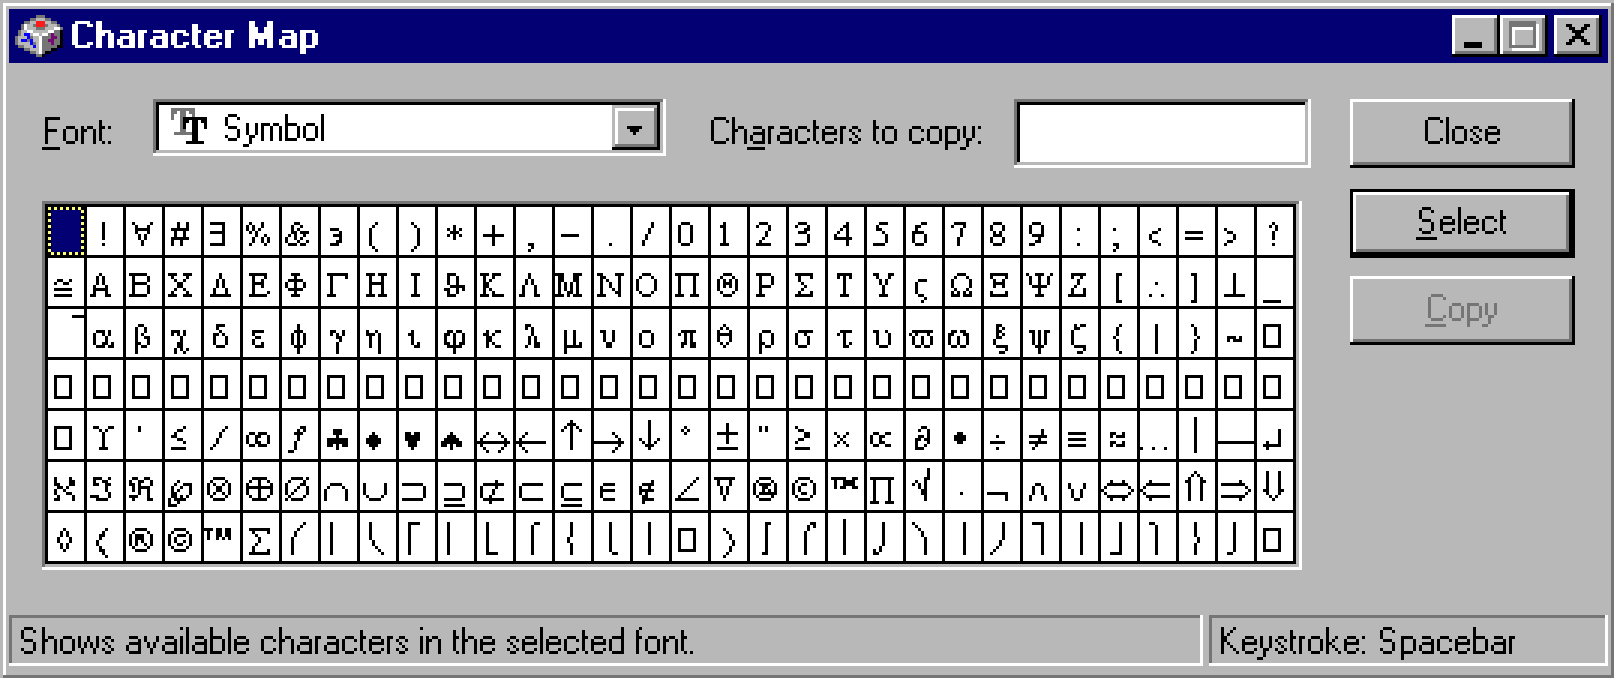 Character Map
Font: Symbol Characters to copy: Close
! ∀ # ∃ % & ϶ ( ) * + , − . / 0 1 2 3 4 5 6 7 8 9 : ; < = > ?
Select
≅ Α Β Χ Δ Ε Φ Γ Η Ι ϑ Κ Λ Μ Ν Ο Π Θ Ρ Σ Τ Υ ς Ω Ξ Ψ Ζ [ ∴ ] ⊥ _
Copy
‾ α β χ δ ε ϕ γ η ι φ κ λ μ ν ο π θ ρ σ τ υ ϖ ω ξ ψ ζ { | } ~ □
□ □ □ □ □ □ □ □ □ □ □ □ □ □ □ □ □ □ □ □ □ □ □ □ □ □ □ □ □ □ □ □
□ ϒ ′ ≤ ⁄ ∞ ƒ ♣ ♦ ♥ ♠ ↔ ← ↑ → ↓ ° ± ″ ≥ × ∝ ∂ • ÷ ≠ ≡ ≈ … | — ↵
ℵ ℑ ℜ ℘ ⊗ ⊕ ∅ ∩ ∪ ⊃ ⊇ ⊄ ⊂ ⊆ ∈ ∉ ∠ ∇ ® © ™ ∏ √ ⋅ ¬ ∧ ∨ ⇔ ⇐ ⇑ ⇒ ⇓
◊ 〈 ® © ™ ∑ ⎛ ⎜ ⎝ ⎡ ⎢ ⎣ ⎧ ⎨ ⎩ ⎪ □ 〉 ∫ ⌠ ⎮ ⌡ ⎞ ⎟ ⎠ ⎤ ⎥ ⎦ ⎫ ⎬ ⎭ □
Shows available characters in the selected font. Keystroke: Spacebar